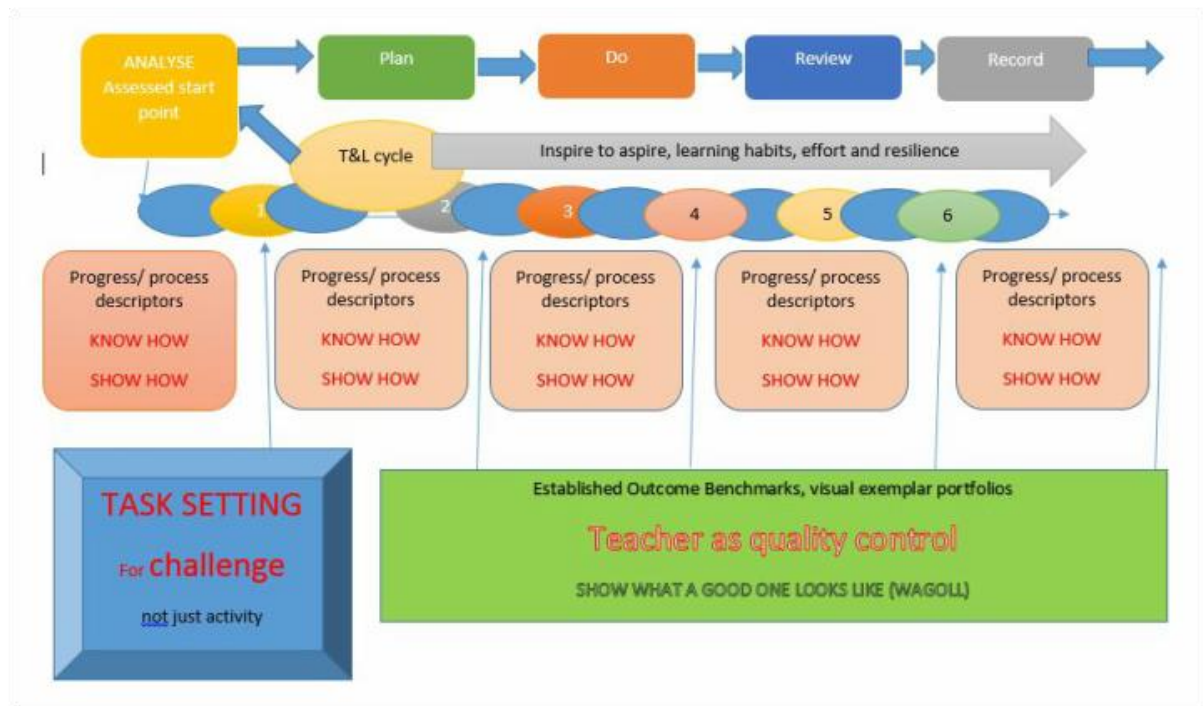 ANALYSE
Assessed start
point
Plan
Do
Review
Record
T&L cycle
Inspire to aspire, learning habits, effort and resilience
1
2
3
4
5
6
Progress/ process
descriptors
KNOW HOW
SHOW HOW
Progress/ process
descriptors
KNOW HOW
SHOW HOW
Progress/ process
descriptors
KNOW HOW
SHOW HOW
Progress/ process
descriptors
KNOW HOW
SHOW HOW
Progress/ process
descriptors
KNOW HOW
SHOW HOW
TASK SETTING
For challenge
not just activity
Established Outcome Benchmarks, visual exemplar portfolios
Teacher as quality control
SHOW WHAT A GOOD ONE LOOKS LIKE (WAGOLL)